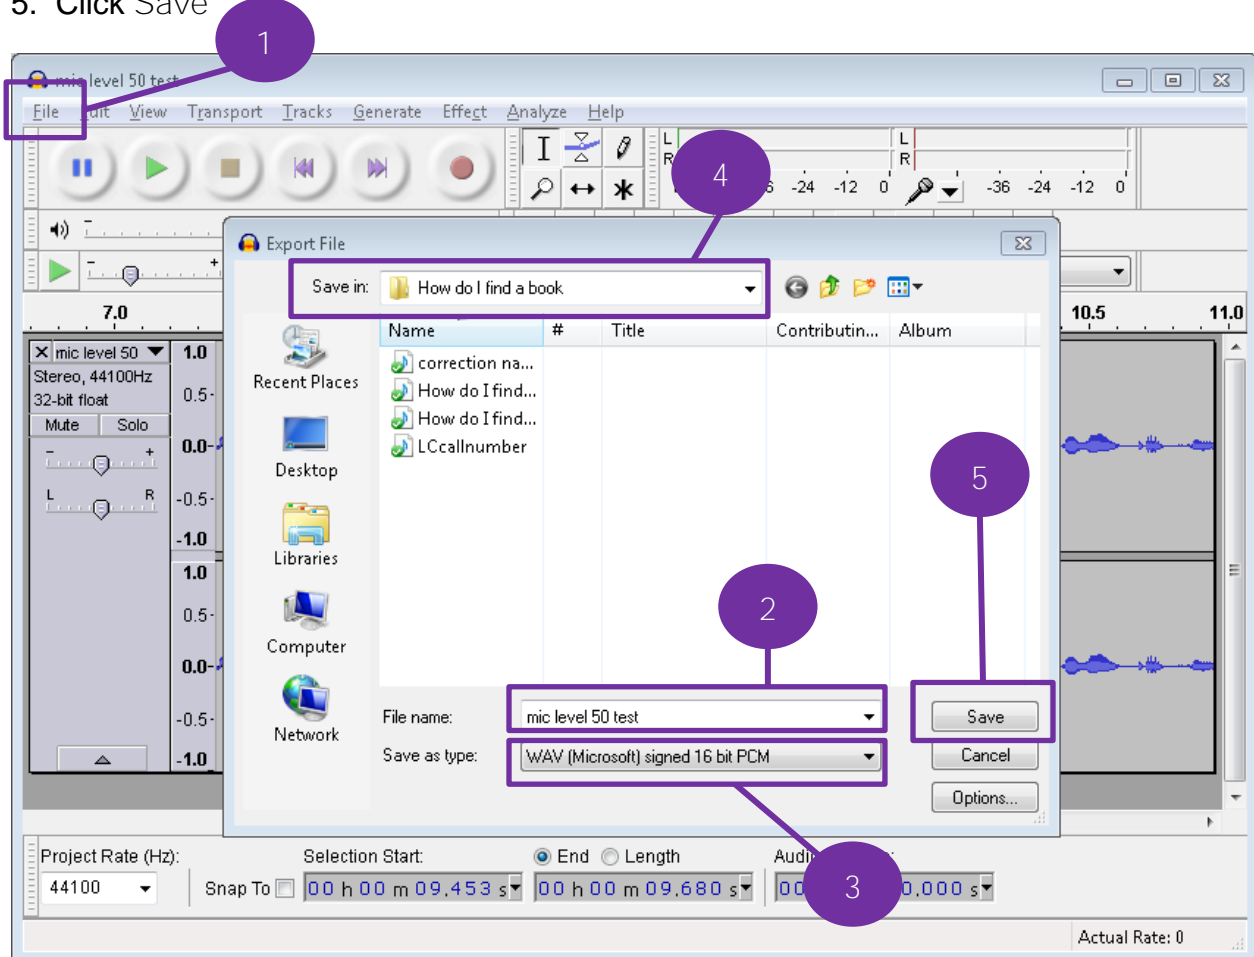 5. Click Save
1
mic level 50 test
File Edit View Transport Tracks Generate Effect Analyze Help
L
R
4
-24 -12 0
L
R
-36 -24 -12 0
Export File
Save in: How do I find a book
7.0
10.5 11.0
Name # Title Contributin... Album
correction na...
How do I find...
How do I find...
LCcallnumber
Recent Places
Desktop
Libraries
Computer
Network
mic level 50
Stereo, 44100Hz
32-bit float
Mute Solo
- +
L R
1.0
0.5
0.0
-0.5
-1.0
1.0
0.5
0.0
-0.5
-1.0
5
2
File name: mic level 50 test
Save
Save as type: WAV (Microsoft) signed 16 bit PCM
Cancel
Options...
Project Rate (Hz): Selection Start: End Length
44100 Snap To 00 h 00 m 09.453 s 00 h 00 m 09.680 s
3
Actual Rate: 0